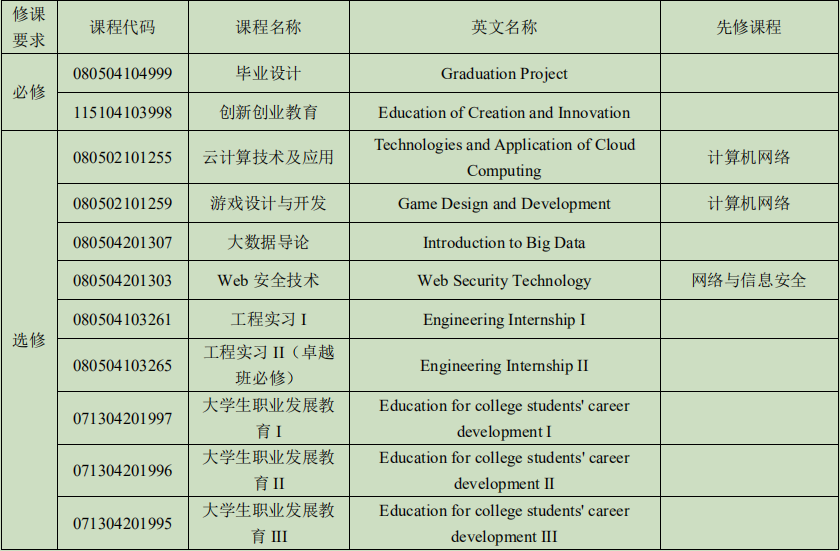 修课要求 课程代码 课程名称 英文名称 先修课程
必修 080504104999 毕业设计 Graduation Project
115104103998 创新创业教育 Education of Creation and Innovation
选修 080502101255 云计算技术及应用 Technologies and Application of Cloud Computing 计算机网络
080502101259 游戏设计与开发 Game Design and Development 计算机网络
080504201307 大数据导论 Introduction to Big Data
080504201303 Web 安全技术 Web Security Technology 网络与信息安全
080504103261 工程实习 I Engineering Internship I
080504103265 工程实习 II（卓越班必修） Engineering Internship II
071304201997 大学生职业发展教育 I Education for college students' career development I
071304201996 大学生职业发展教育 II Education for college students' career development II
071304201995 大学生职业发展教育 III Education for college students' career development III